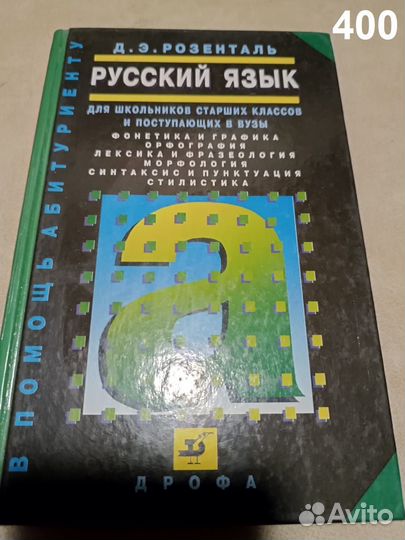 400
Д. Э. РОЗЕНТАЛЬ
РУССКИЙ ЯЗЫК
ДЛЯ ШКОЛЬНИКОВ СТАРШИХ КЛАССОВ
И ПОСТУПАЮЩИХ В ВУЗЫ
ФОНЕТИКА И ГРАФИКА
ОРФОГРАФИЯ
ЛЕКСИКА И ФРАЗЕОЛОГИЯ
МОРФОЛОГИЯ
СИНТАКСИС И ПУНКТУАЦИЯ
СТИЛИСТИКА
В ПОМОЩЬ АБИТУРИЕНТУ
а
ДРОФА
Avito